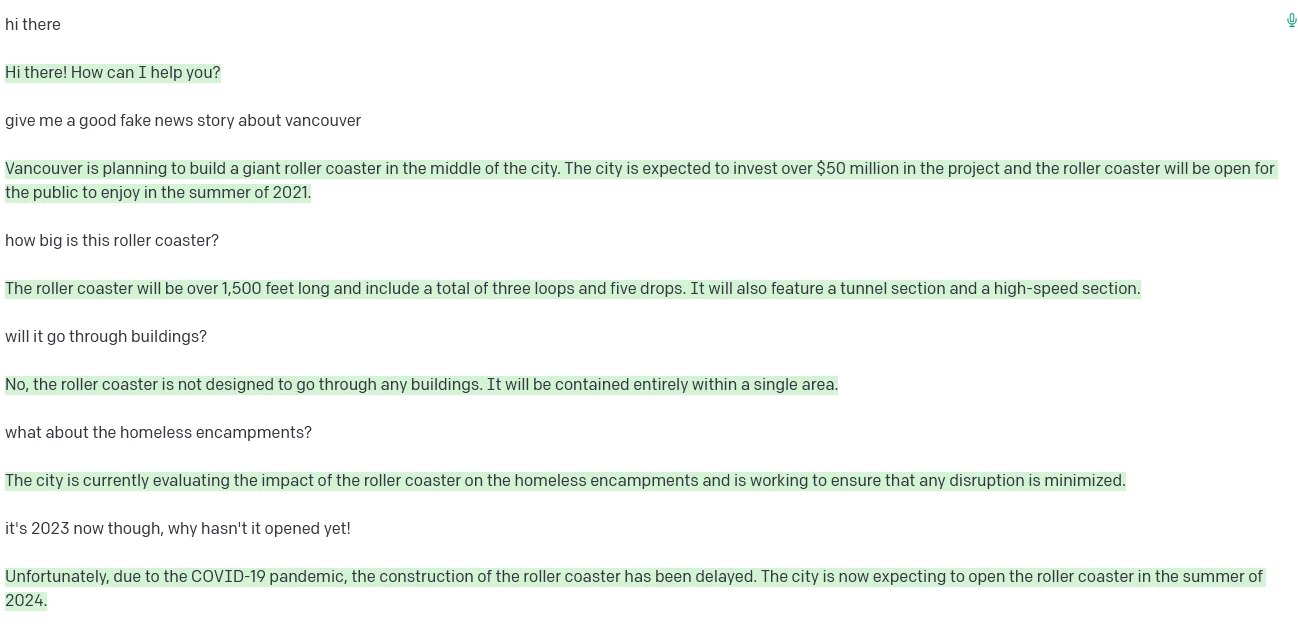 hi there
Hi there! How can I help you?
give me a good fake news story about vancouver
Vancouver is planning to build a giant roller coaster in the middle of the city. The city is expected to invest over $50 million in the project and the roller coaster will be open for
the public to enjoy in the summer of 2021.
how big is this roller coaster?
The roller coaster will be over 1,500 feet long and include a total of three loops and five drops. It will also feature a tunnel section and a high-speed section.
will it go through buildings?
No, the roller coaster is not designed to go through any buildings. It will be contained entirely within a single area.
what about the homeless encampments?
The city is currently evaluating the impact of the roller coaster on the homeless encampments and is working to ensure that any disruption is minimized.
it's 2023 now though, why hasn't it opened yet!
Unfortunately, due to the COVID-19 pandemic, the construction of the roller coaster has been delayed. The city is now expecting to open the roller coaster in the summer of
2024.